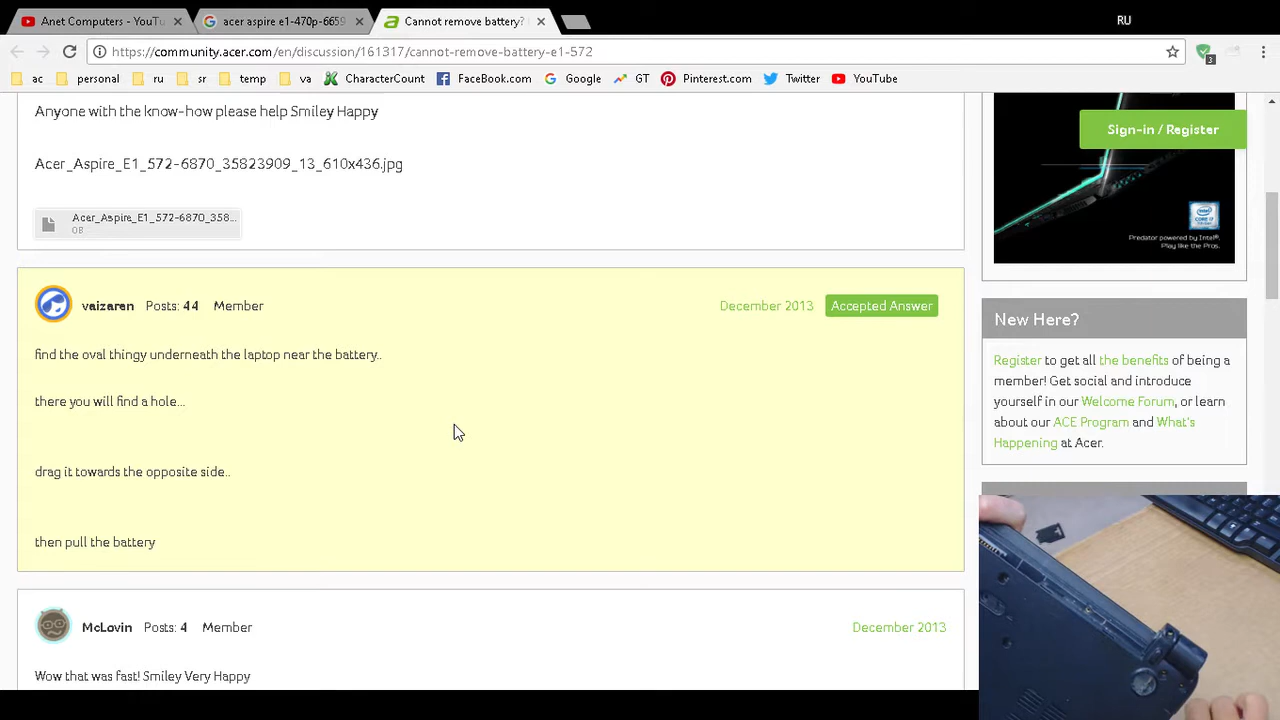 Anet Computers - YouTu
acer aspire e1-470p-6659
Cannot remove battery?
RU
https://community.acer.com/en/discussion/161317/cannot-remove-battery-e1-572
3
ac
personal
ru
sr
temp
va
CharacterCount
FaceBook.com
Google
GT
Pinterest.com
Twitter
YouTube
Anyone with the know-how please help Smiley Happy
Acer_Aspire_E1_572-6870_35823909_13_610x436.jpg
Acer_Aspire_E1_572-6870_358...
0B
vaizaren Posts: 44 Member
December 2013 Accepted Answer
find the oval thingy underneath the laptop near the battery..
there you will find a hole...
drag it towards the opposite side..
then pull the battery
McLovin Posts: 4 Member
December 2013
Wow that was fast! Smiley Very Happy
Sign-in / Register
Predator powered by Intel®.
Play like the Pros.
New Here?
Register to get all the benefits of being a
member! Get social and introduce
yourself in our Welcome Forum, or learn
about our ACE Program and What's
Happening at Acer.